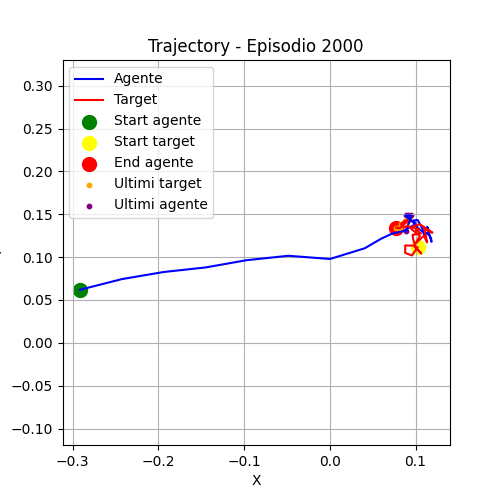 Trajectory - Episodio 2000
Agente
Target
Start agente
Start target
End agente
Ultimi target
Ultimi agente
0.30
0.25
0.20
0.15
0.10
0.05
0.00
−0.05
−0.10
−0.3 −0.2 −0.1 0.0 0.1
X